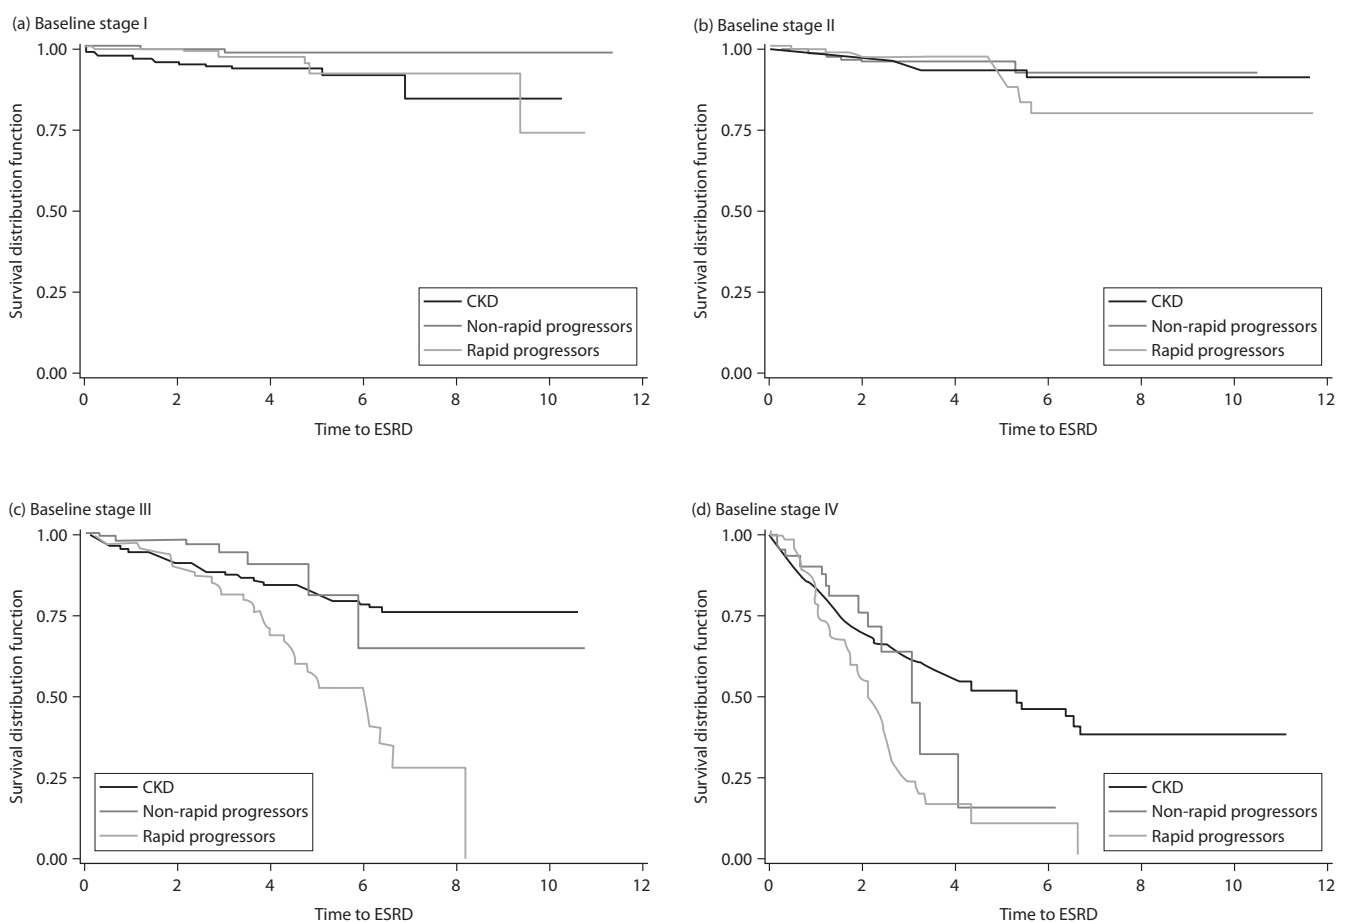 (a) Baseline stage I
1.00
0.75
0.50
0.25
0.00
Survival distribution function
CKD
Non-rapid progressors
Rapid progressors
0 2 4 6 8 10 12
Time to ESRD
(b) Baseline stage II
1.00
0.75
0.50
0.25
0.00
Survival distribution function
CKD
Non-rapid progressors
Rapid progressors
0 2 4 6 8 10 12
Time to ESRD
(c) Baseline stage III
1.00
0.75
0.50
0.25
0.00
Survival distribution function
CKD
Non-rapid progressors
Rapid progressors
0 2 4 6 8 10 12
Time to ESRD
(d) Baseline stage IV
1.00
0.75
0.50
0.25
0.00
Survival distribution function
CKD
Non-rapid progressors
Rapid progressors
0 2 4 6 8 10 12
Time to ESRD